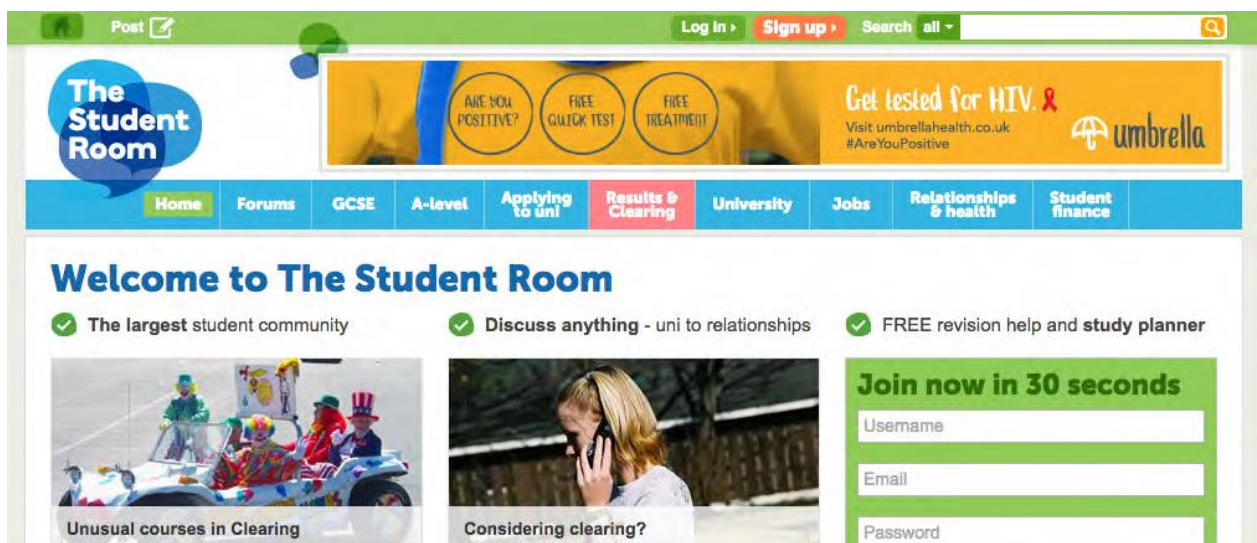 Post
Log in
Sign up
Search all
The
Student
Room
ARE YOU
POSITIVE?
FREE
QUICK TEST
FREE
TREATMENT
Get tested for HIV.
Visit umbrellahealth.co.uk
#AreYouPositive
umbrella
Home
Forums
GCSE
A-level
Applying
to uni
Results &
Clearing
University
Jobs
Relationships
& health
Student
finance
Welcome to The Student Room
The largest student community
Discuss anything - uni to relationships
FREE revision help and study planner
Unusual courses in Clearing
Considering clearing?
Join now in 30 seconds
Username
Email
Password